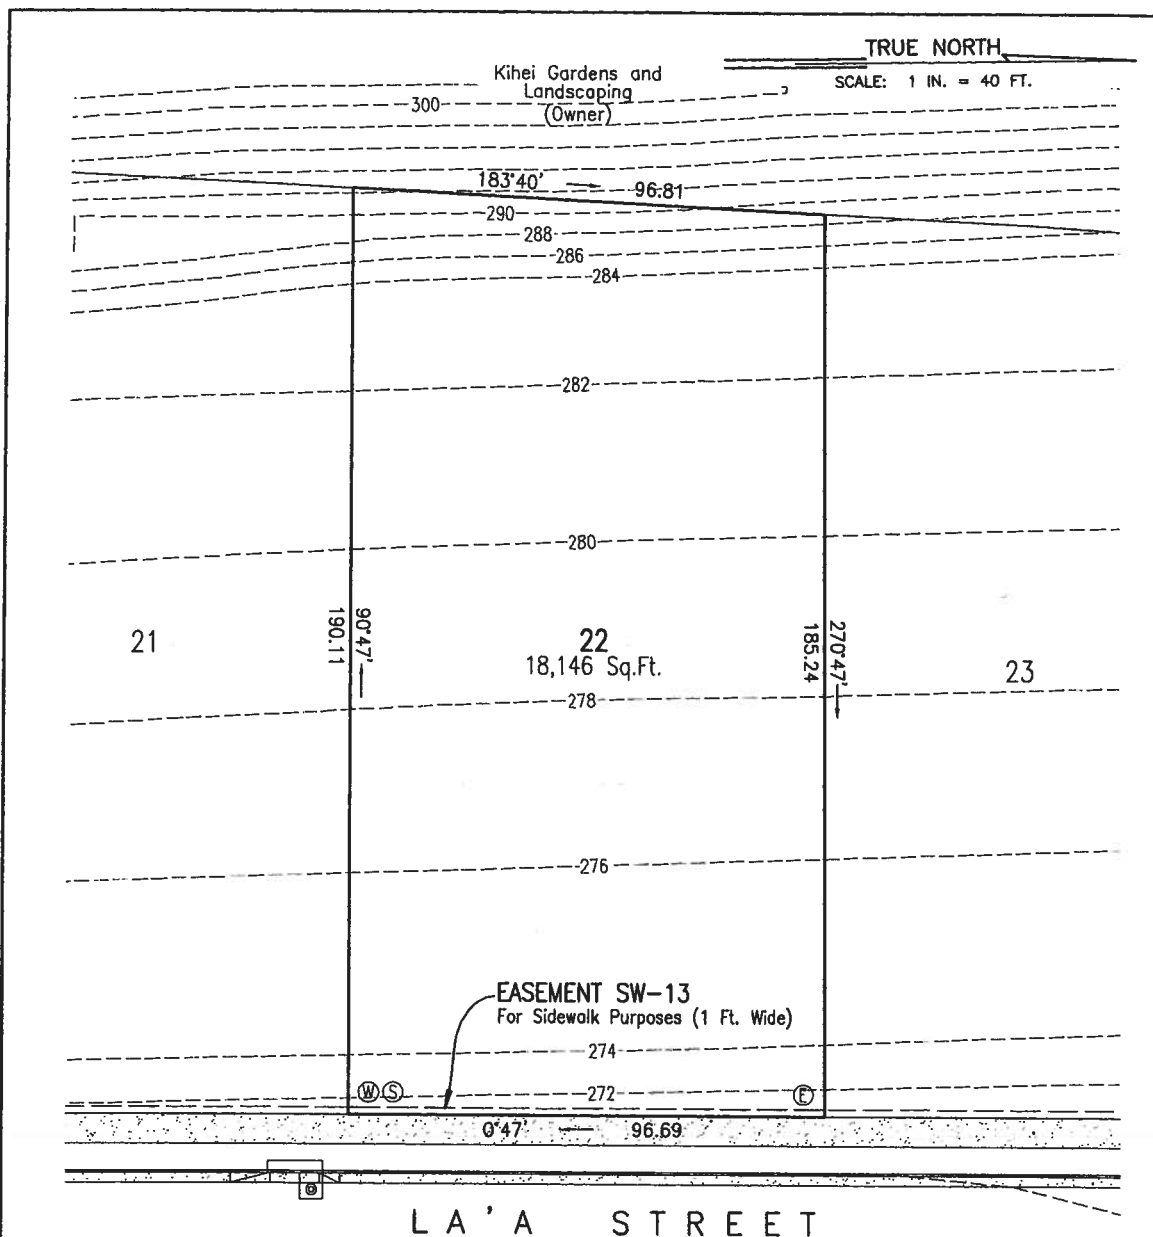 TRUE NORTH
SCALE: 1 IN. = 40 FT.
Kihei Gardens and
Landscaping
(Owner)
300
183°40'
96.81
290
288
286
284
282
280
21
90°47'
190.11
22
18,146 Sq.Ft.
270°47'
185.24
23
278
276
EASEMENT SW-13
For Sidewalk Purposes (1 Ft. Wide)
274
W S
272
E
0°47'
96.69
LA'A STREET